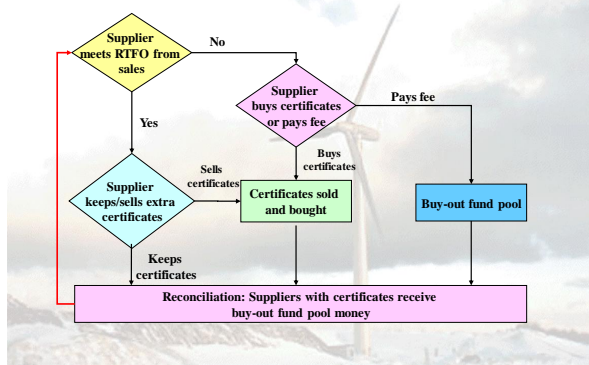 Supplier
meets RTFO from
sales
No
Supplier
buys certificates
or pays fee
Pays fee
Yes
Buys
certificates
Sells
certificates
Supplier
keeps/sells extra
certificates
Certificates sold
and bought
Buy-out fund pool
Keeps
certificates
Reconciliation: Suppliers with certificates receive
buy-out fund pool money